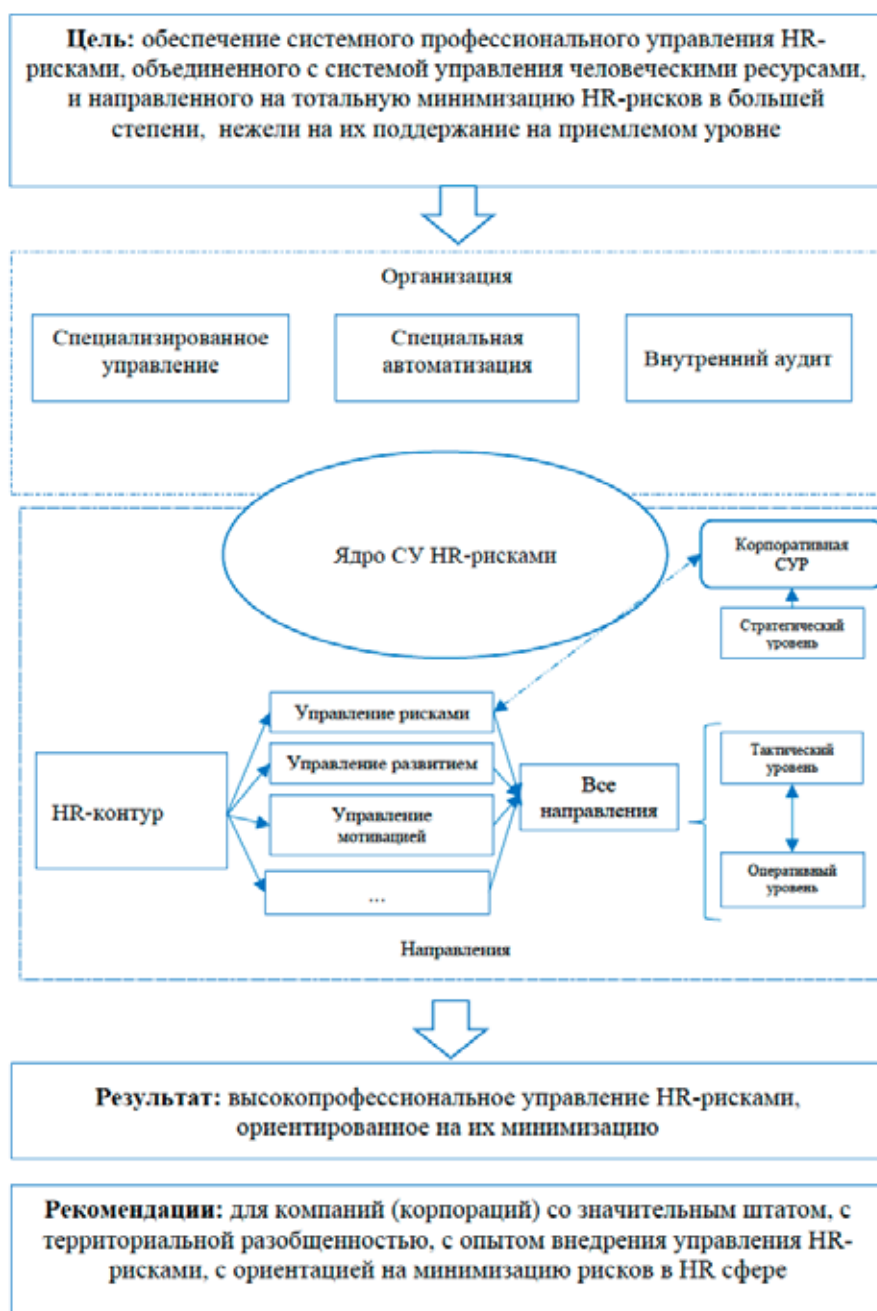 Цель: обеспечение системного профессионального управления HR-
рисками, объединенного с системой управления человеческими ресурсами,
и направленного на тотальную минимизацию HR-рисков в большей
степени, нежели на их поддержание на приемлемом уровне
Организация
Специализированное
управление
Специальная
автоматизация
Внутренний аудит
Ядро СУ HR-рисками
Корпоративная
СУР
Стратегический
уровень
Управление рисками
Управление развитием
Управление
мотивацией
...
HR-контур
Все
направления
Тактический
уровень
Оперативный
уровень
Направления
Результат: высокопрофессиональное управление HR-рисками,
ориентированное на их минимизацию
Рекомендации: для компаний (корпораций) со значительным штатом, с
территориальной разобщенностью, с опытом внедрения управления HR-
рисками, с ориентацией на минимизацию рисков в HR сфере